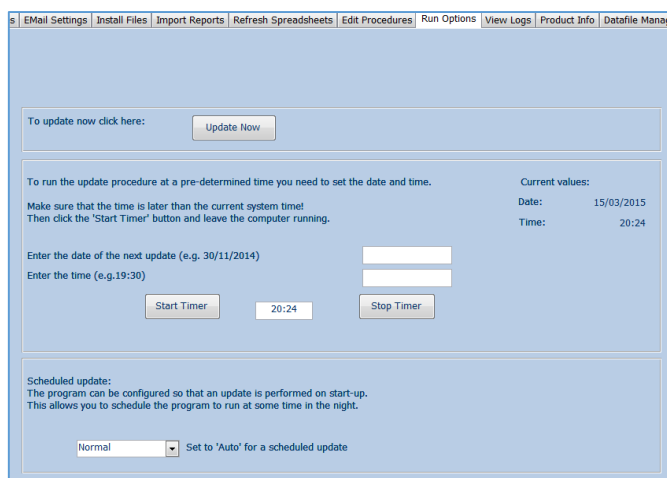 s EMail Settings Install Files Import Reports Refresh Spreadsheets Edit Procedures Run Options View Logs Product Info Datafile Manag
To update now click here: Update Now
To run the update procedure at a pre-determined time you need to set the date and time. Current values:
Make sure that the time is later than the current system time! Date: 15/03/2015
Then click the 'Start Timer' button and leave the computer running. Time: 20:24
Enter the date of the next update (e.g. 30/11/2014)
Enter the time (e.g.19:30)
Start Timer 20:24 Stop Timer
Scheduled update:
The program can be configured so that an update is performed on start-up.
This allows you to schedule the program to run at some time in the night.
Normal Set to 'Auto' for a scheduled update